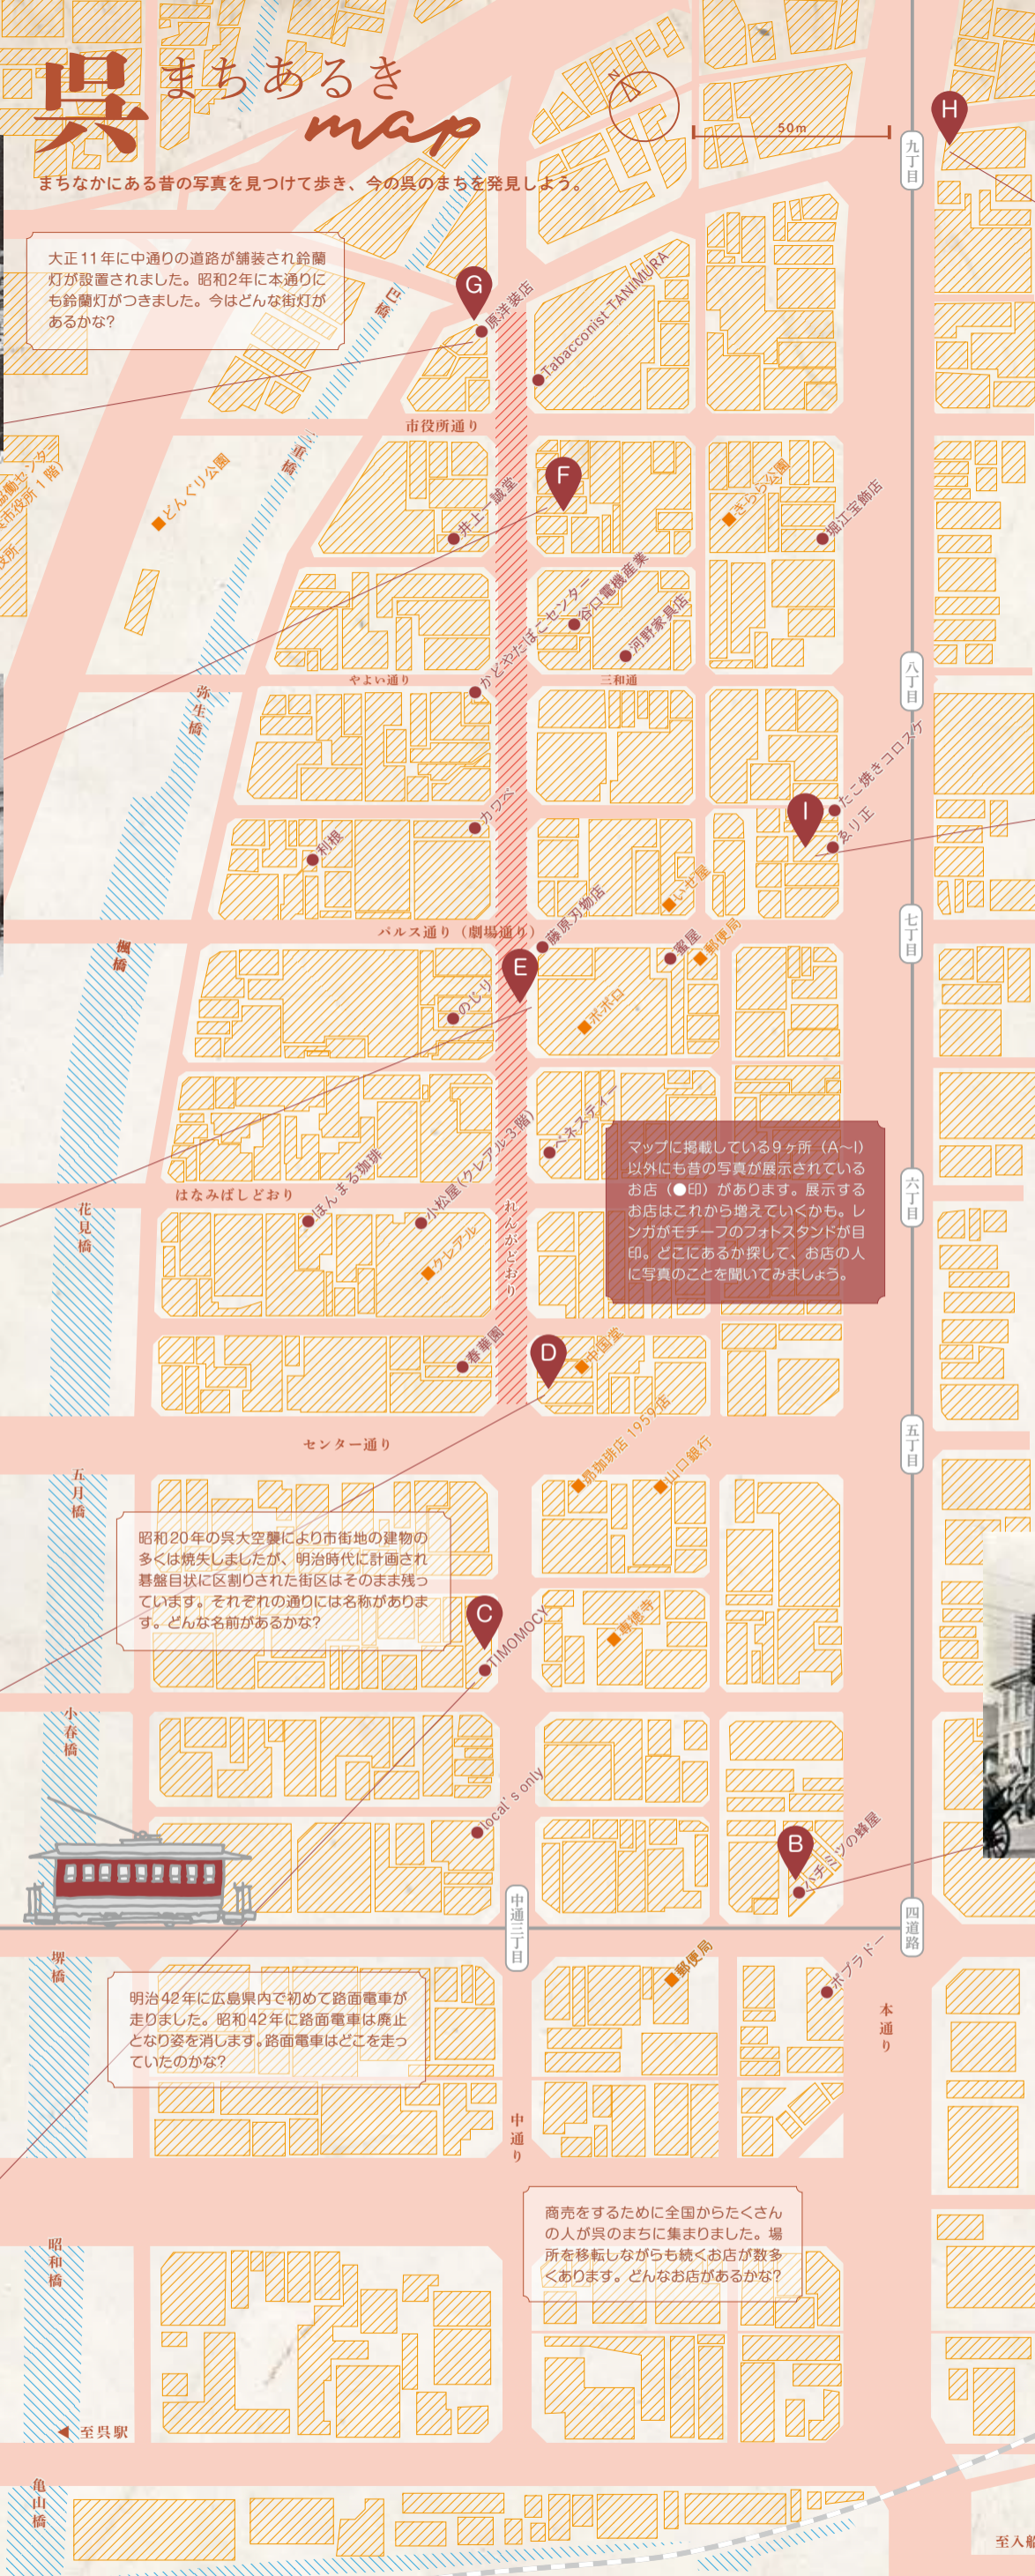 呉 まちあるき
map
まちなかにある昔の写真を見つけて歩き、今の呉のまちを発見しよう。
N
50m
H
九丁目
大正11年に中通りの道路が舗装され鈴蘭
灯が設置されました。昭和2年に本通りに
も鈴蘭灯がつきました。今はどんな街灯が
あるかな？
G
原洋装店
Tabacconist TANIMURA
巴橋
市役所通り
どんぐり公園
井上一誠堂
F
きらら公園
堀江宝飾店
かどやたばこセンター
谷口電機産業
河野家具店
やよい通り
三和通
八丁目
弥生橋
たこ焼きコロスケ
I
ゑり正
カワベ
利根
いせ屋
七丁目
パルス通り（劇場通り）
藤原刃物店
蜜屋
郵便局
楓橋
E
のじり
ポポロ
ベネスティー
マップに掲載している9ヶ所（A〜I）
以外にも昔の写真が展示されている
お店（●印）があります。展示する
お店はこれから増えていくかも。レ
ンガがモチーフのフォトスタンドが目
印。どこにあるか探して、お店の人
に写真のことを聞いてみましょう。
六丁目
はなみばしどおり
ほんまる珈琲
小松屋(クレアル3階)
クレアル
れんがどおり
花見橋
春華園
D
中国堂
五丁目
センター通り
昴珈琲店 1959店
山口銀行
五月橋
昭和20年の呉大空襲により市街地の建物の
多くは焼失しましたが、明治時代に計画され
碁盤目状に区割りされた街区はそのまま残っ
ています。それぞれの通りには名称がありま
す。どんな名前があるかな？
C
TIMOMOCY
専徳寺
小春橋
local's only
B
ハチミツの蜂屋
中通三丁目
四道路
堺橋
郵便局
ポプラドー
本通り
明治42年に広島県内で初めて路面電車が
走りました。昭和42年に路面電車は廃止
となり姿を消します。路面電車はどこを走っ
ていたのかな？
中通り
商売をするために全国からたくさん
の人が呉のまちに集まりました。場
所を移転しながらも続くお店が数多
くあります。どんなお店があるかな？
昭和橋
至呉駅
亀山橋